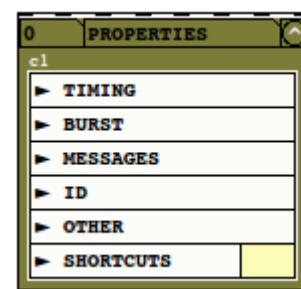 0 PROPERTIES
c1
► TIMING
► BURST
► MESSAGES
► ID
► OTHER
► SHORTCUTS